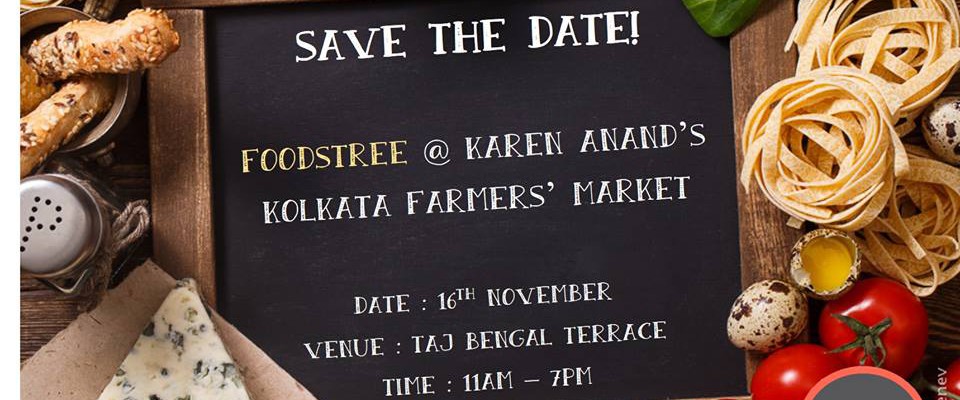 SAVE THE DATE!
FOODSTREE @ KAREN ANAND'S
KOLKATA FARMERS' MARKET
DATE : 16TH NOVEMBER
VENUE : TAJ BENGAL TERRACE
TIME : 11AM – 7PM